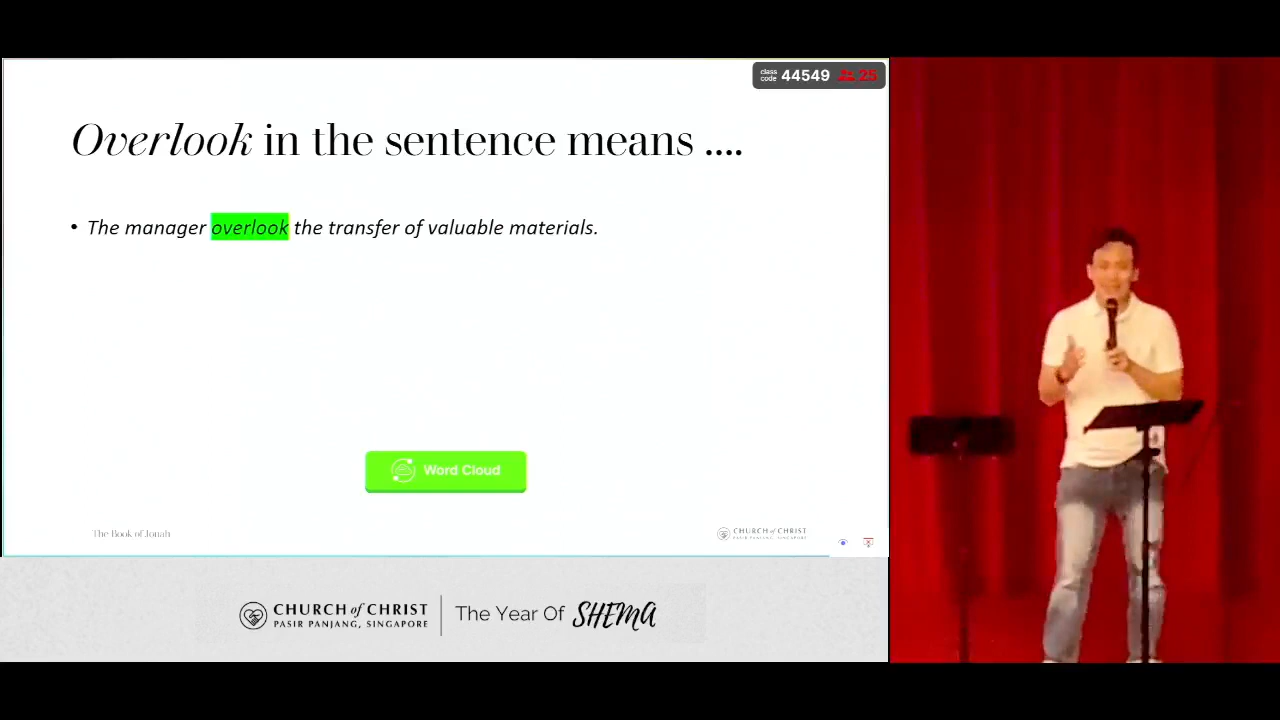 class
code 44549 25
Overlook in the sentence means ....
• The manager overlook the transfer of valuable materials.
Word Cloud
The Book of Jonah
CHURCH of CHRIST
PASIR PANJANG, SINGAPORE
CHURCH of CHRIST
PASIR PANJANG, SINGAPORE
The Year Of SHEMA